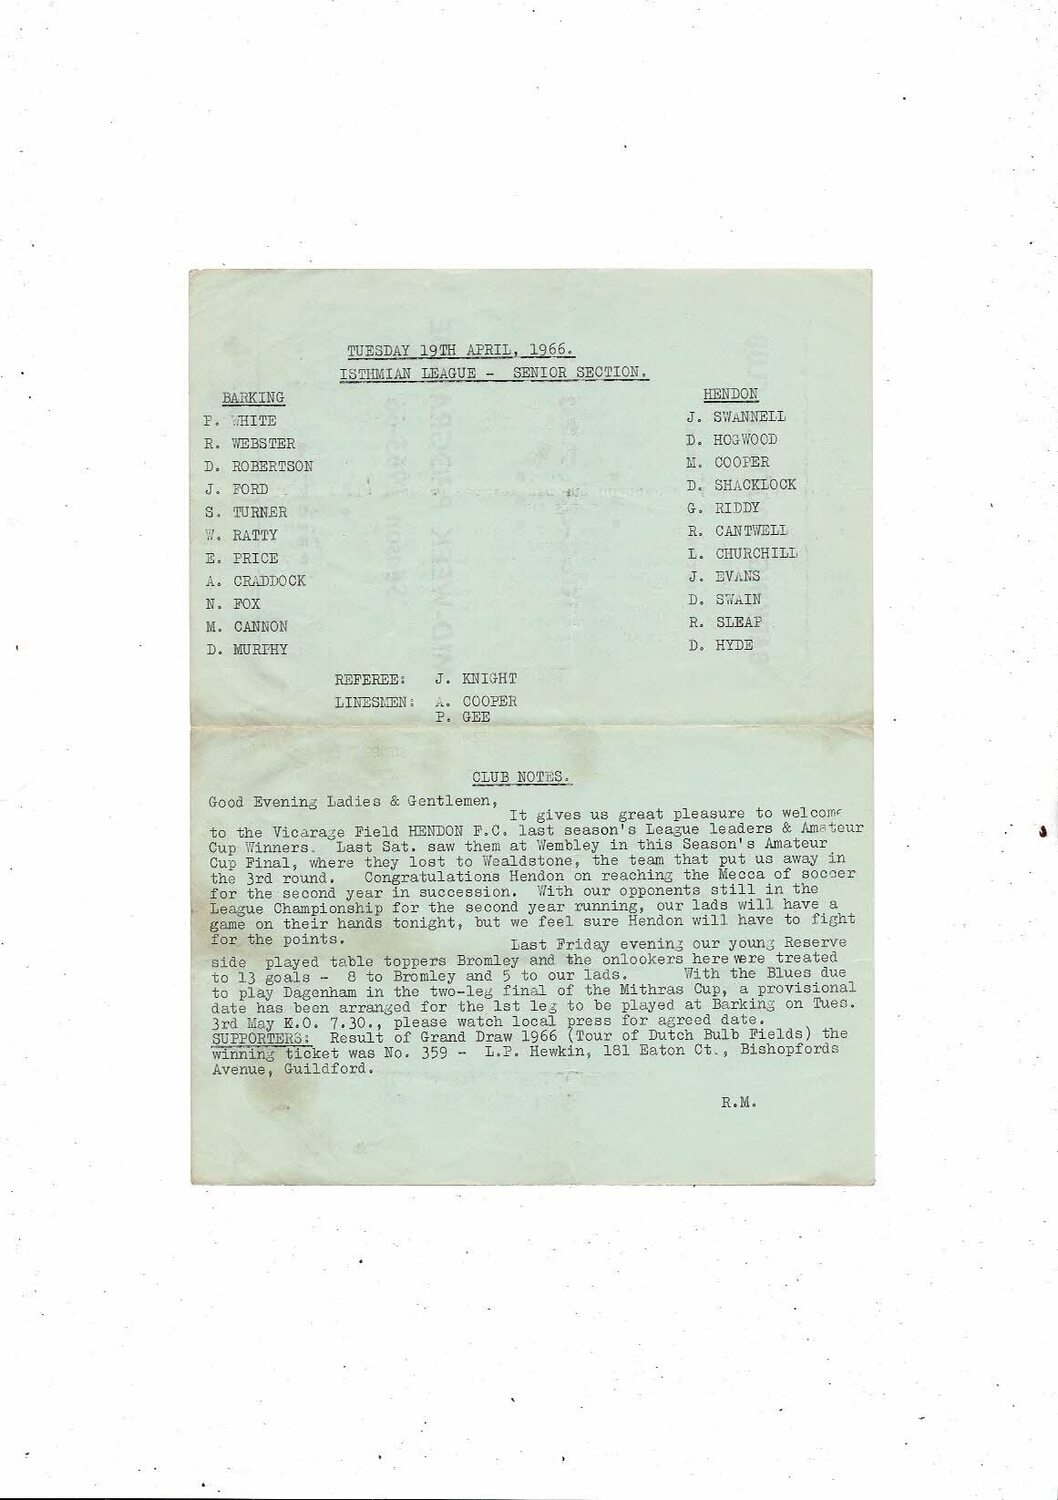 TUESDAY 19TH APRIL, 1966.
ISTHMIAN LEAGUE - SENIOR SECTION.
BARKING
P. WHITE
R. WEBSTER
D. ROBERTSON
J. FORD
S. TURNER
W. RATTY
E. PRICE
A. CRADDOCK
N. FOX
M. CANNON
D. MURPHY
HENDON
J. SWANNELL
D. HOGWOOD
M. COOPER
D. SHACKLOCK
G. RIDDY
R. CANTWELL
L. CHURCHILL
J. EVANS
D. SWAIN
R. SLEAP
D. HYDE
REFEREE: J. KNIGHT
LINESMEN: A. COOPER
P. GEE
CLUB NOTES.
Good Evening Ladies & Gentlemen,
It gives us great pleasure to welcome
to the Vicarage Field HENDON F.C. last season's League leaders & Amateur
Cup Winners. Last Sat. saw them at Wembley in this Season's Amateur
Cup Final, where they lost to Wealdstone, the team that put us away in
the 3rd round. Congratulations Hendon on reaching the Mecca of soccer
for the second year in succession. With our opponents still in the
League Championship for the second year running, our lads will have a
game on their hands tonight, but we feel sure Hendon will have to fight
for the points.
Last Friday evening our young Reserve
side played table toppers Bromley and the onlookers here were treated
to 13 goals - 8 to Bromley and 5 to our lads. With the Blues due
to play Dagenham in the two-leg final of the Mithras Cup, a provisional
date has been arranged for the 1st leg to be played at Barking on Tues.
3rd May K.O. 7.30., please watch local press for agreed date.
SUPPORTERS: Result of Grand Draw 1966 (Tour of Dutch Bulb Fields) the
winning ticket was No. 359 - L.P. Hewkin, 181 Eaton Ct., Bishopfords
Avenue, Guildford.
R.M.